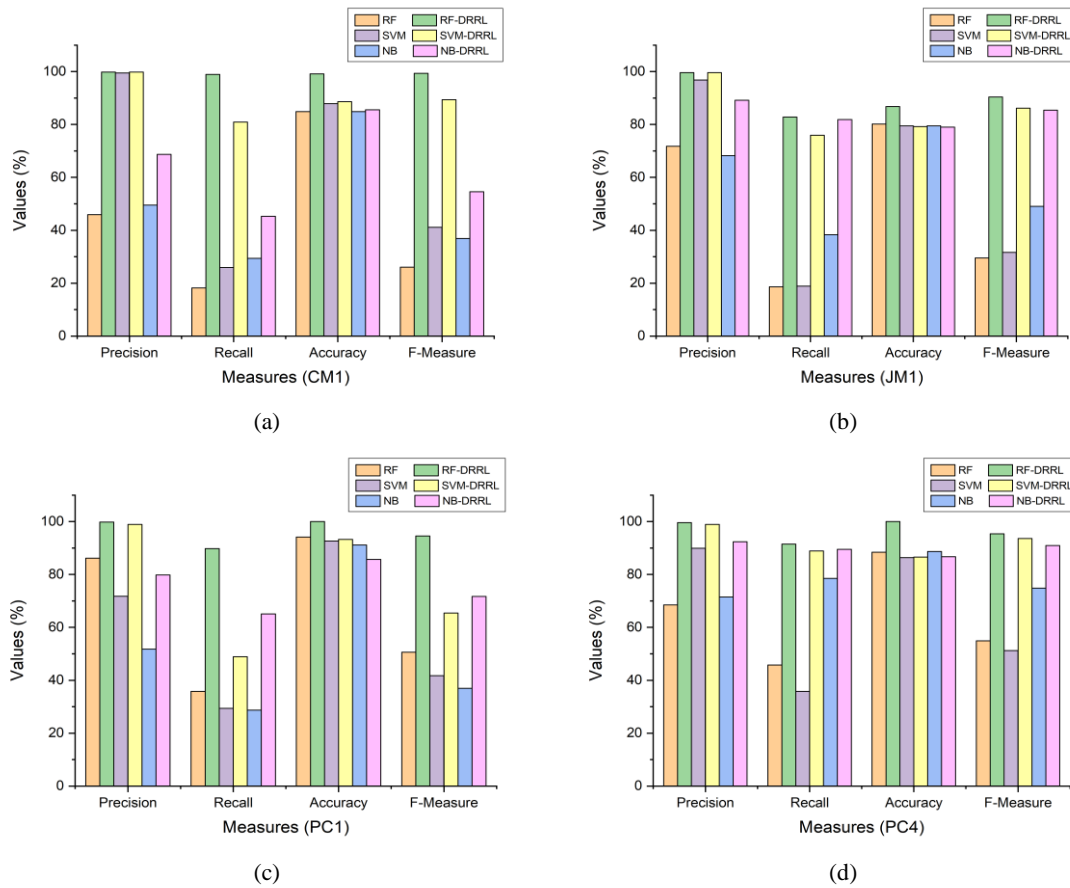 RF RF-DRRL
SVM SVM-DRRL
NB NB-DRRL
100
80
60
40
20
0
Values (%)
Precision Recall Accuracy F-Measure
Measures (CM1)
(a)
RF RF-DRRL
SVM SVM-DRRL
NB NB-DRRL
100
80
60
40
20
0
Values (%)
Precision Recall Accuracy F-Measure
Measures (JM1)
(b)
RF RF-DRRL
SVM SVM-DRRL
NB NB-DRRL
100
80
60
40
20
0
Values (%)
Precision Recall Accuracy F-Measure
Measures (PC1)
(c)
RF RF-DRRL
SVM SVM-DRRL
NB NB-DRRL
100
80
60
40
20
0
Values (%)
Precision Recall Accuracy F-Measure
Measures (PC4)
(d)